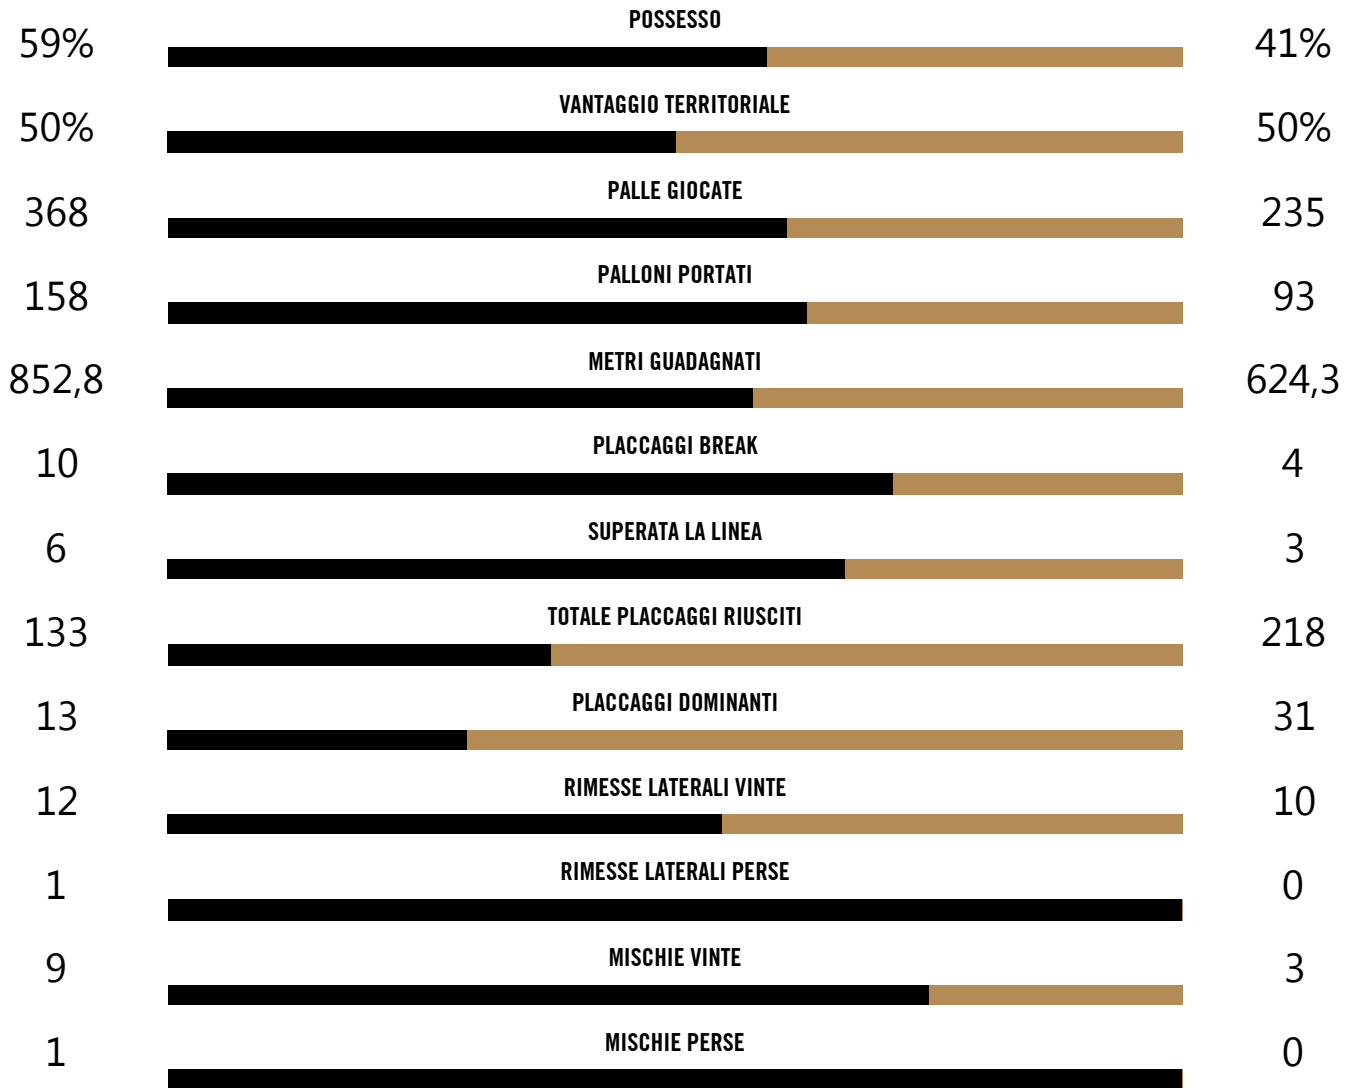 POSSESSO
59% 41%
VANTAGGIO TERRITORIALE
50% 50%
PALLE GIOCATE
368 235
PALLONI PORTATI
158 93
METRI GUADAGNATI
852,8 624,3
PLACCAGGI BREAK
10 4
SUPERATA LA LINEA
6 3
TOTALE PLACCAGGI RIUSCITI
133 218
PLACCAGGI DOMINANTI
13 31
RIMESSE LATERALI VINTE
12 10
RIMESSE LATERALI PERSE
1 0
MISCHIE VINTE
9 3
MISCHIE PERSE
1 0